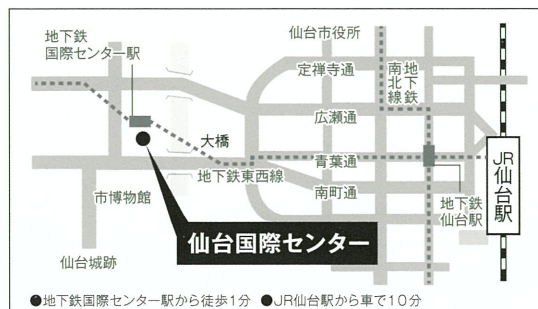 地下鉄
国際センター駅
仙台市役所
定禅寺通
地下鉄
南北線
広瀬通
大橋
青葉通
地下鉄東西線
JR仙台駅
市博物館
南町通
地下鉄
仙台駅
仙台国際センター
仙台城跡
●地下鉄国際センター駅から徒歩1分 ●JR仙台駅から車で10分